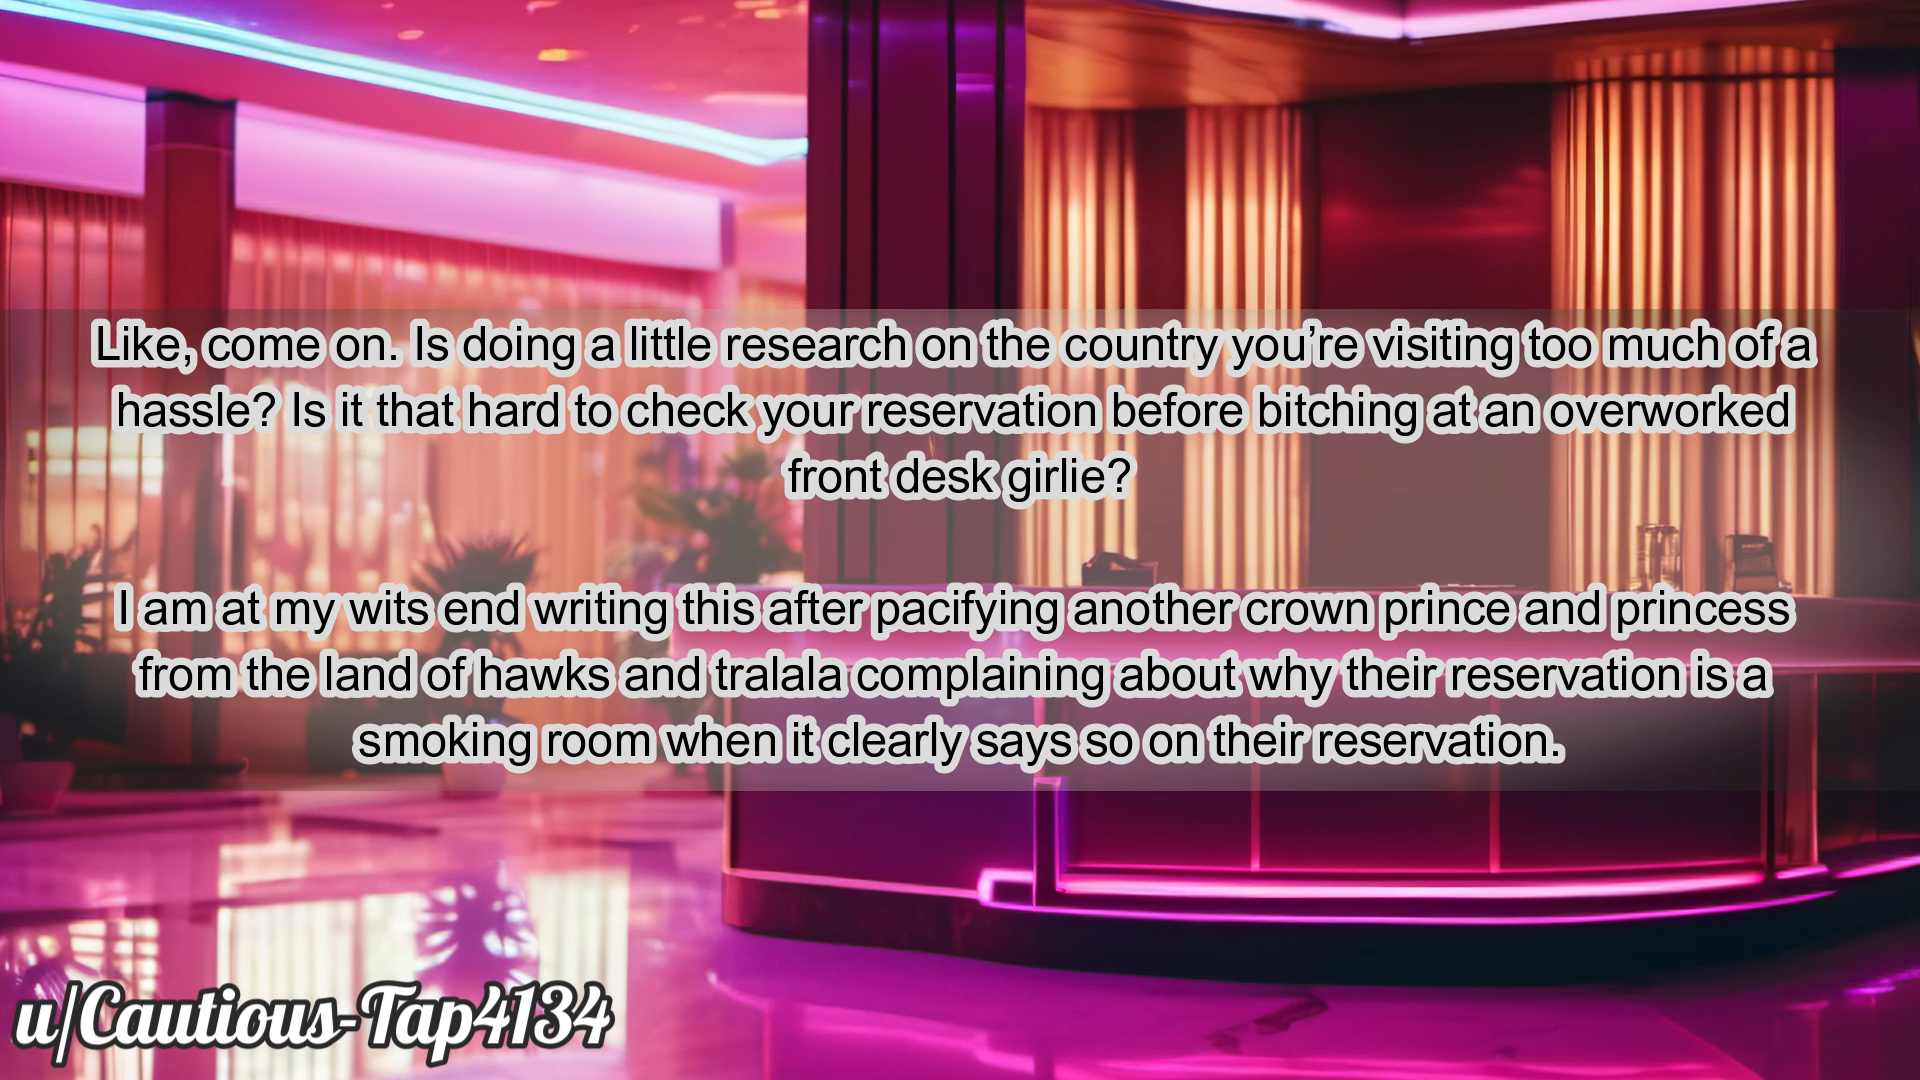 Like, come on. Is doing a little research on the country you’re visiting too much of a
hassle? Is it that hard to check your reservation before bitching at an overworked
front desk girlie?
I am at my wits end writing this after pacifying another crown prince and princess
from the land of hawks and tralala complaining about why their reservation is a
smoking room when it clearly says so on their reservation.
u/Cautious-Tap4134